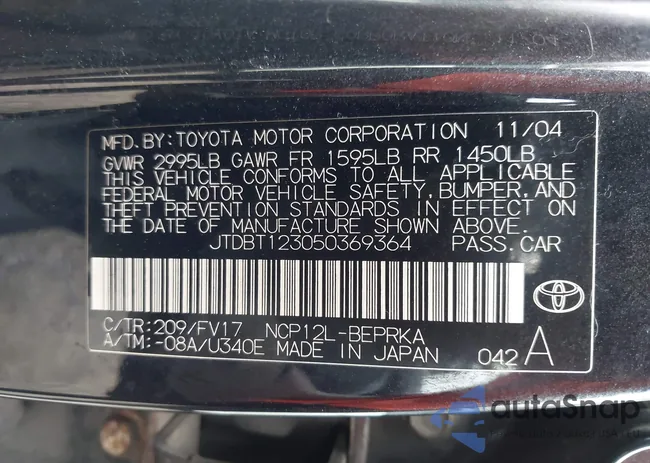 MFD. BY: TOYOTA MOTOR CORPORATION 11/04
GVWR 2995LB GAWR FR 1595LB RR 1450LB
THIS VEHICLE CONFORMS TO ALL APPLICABLE
FEDERAL MOTOR VEHICLE SAFETY, BUMPER, AND
THEFT PREVENTION STANDARDS IN EFFECT ON
THE DATE OF MANUFACTURE SHOWN ABOVE.
JTDBT123050369364 PASS. CAR
C/TR: 209/FV17 NCP12L-BEPRKA
A/TM: -08A/U340E MADE IN JAPAN 042 A
autoSnap